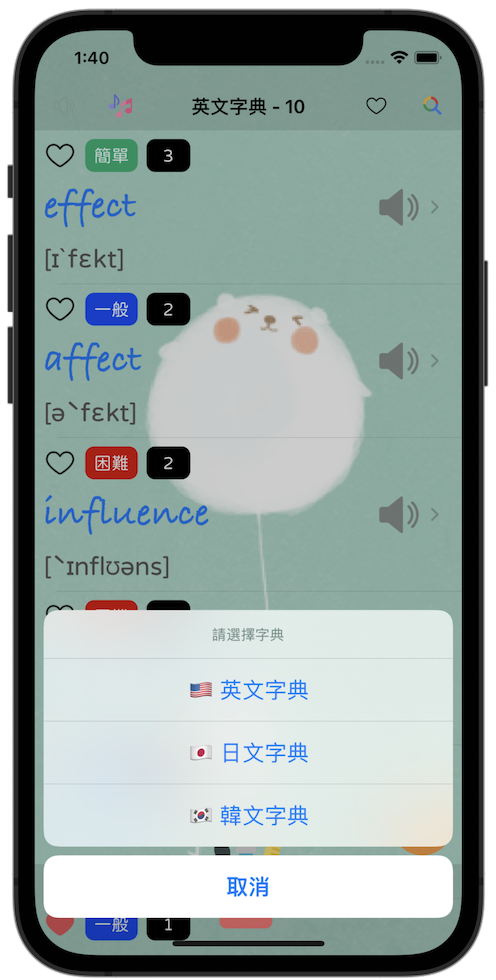 1:40
英文字典 - 10
簡單 3
effect
[ɪˋfɛkt]
一般 2
affect
[əˋfɛkt]
困難 2
influence
[ˋɪnflʊəns]
請選擇字典
🇺🇸 英文字典
🇯🇵 日文字典
🇰🇷 韓文字典
取消
一般 1